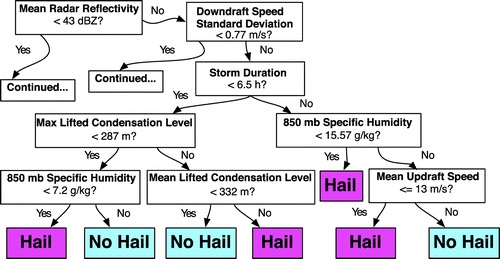 Mean Radar Reflectivity
< 43 dBZ?
No
Downdraft Speed
Standard Deviation
< 0.77 m/s?
Yes
Yes
No
Continued...
Continued...
Storm Duration
< 6.5 h?
Yes
No
Max Lifted Condensation Level
< 287 m?
850 mb Specific Humidity
< 15.57 g/kg?
Yes
No
Yes
No
850 mb Specific Humidity
< 7.2 g/kg?
Mean Lifted Condensation Level
< 332 m?
Hail
Mean Updraft Speed
<= 13 m/s?
Yes
No
Yes
No
Yes
No
Hail
No Hail
No Hail
Hail
Hail
No Hail